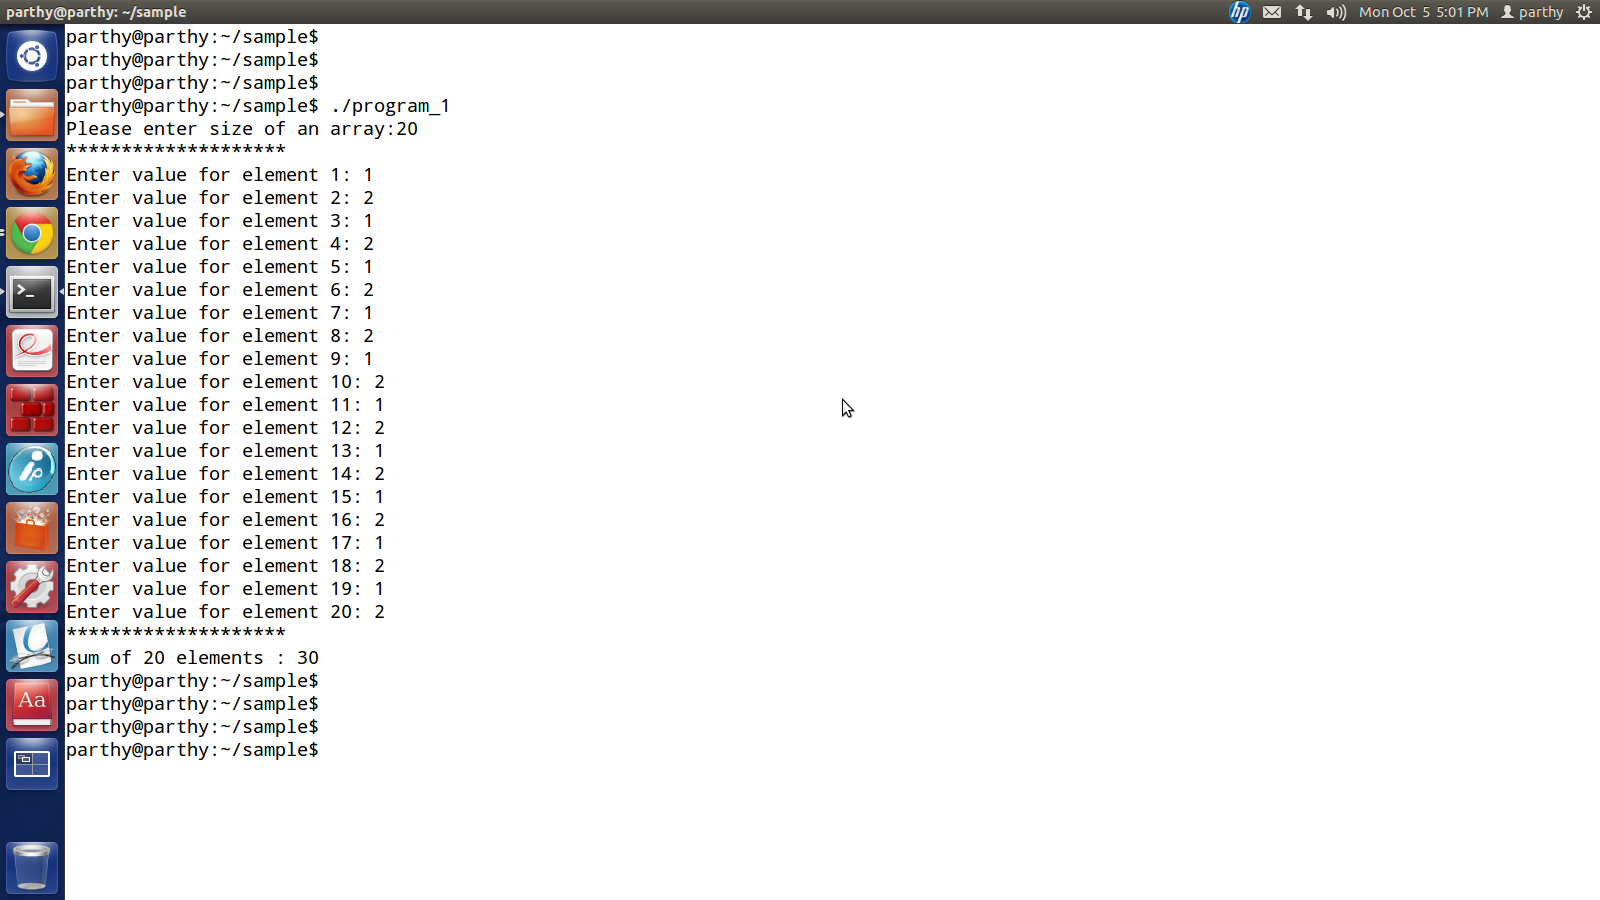 parthy@parthy: ~/sample
hp
Mon Oct 5 5:01 PM
parthy
parthy@parthy:~/sample$
parthy@parthy:~/sample$
parthy@parthy:~/sample$
parthy@parthy:~/sample$ ./program_1
Please enter size of an array:20
********************
Enter value for element 1: 1
Enter value for element 2: 2
Enter value for element 3: 1
Enter value for element 4: 2
Enter value for element 5: 1
Enter value for element 6: 2
Enter value for element 7: 1
Enter value for element 8: 2
Enter value for element 9: 1
Enter value for element 10: 2
Enter value for element 11: 1
Enter value for element 12: 2
Enter value for element 13: 1
Enter value for element 14: 2
Enter value for element 15: 1
Enter value for element 16: 2
Enter value for element 17: 1
Enter value for element 18: 2
Enter value for element 19: 1
Enter value for element 20: 2
********************
sum of 20 elements : 30
parthy@parthy:~/sample$
parthy@parthy:~/sample$
parthy@parthy:~/sample$
parthy@parthy:~/sample$
>_
Aa